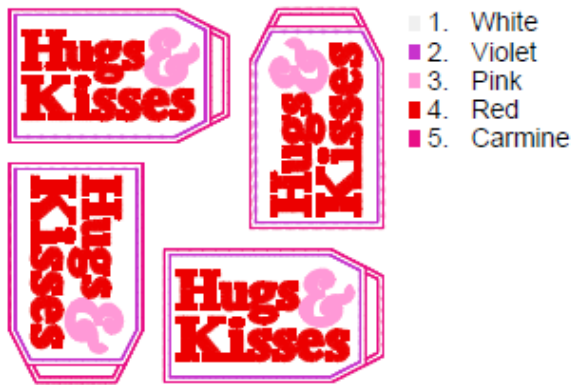 Hugs &
Kisses
Hugs &
Kisses
Hugs &
Kisses
Hugs &
Kisses
1. White
2. Violet
3. Pink
4. Red
5. Carmine